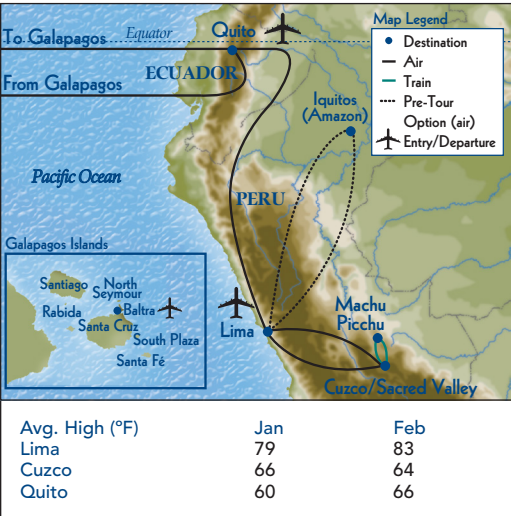 To Galapagos
Equator
Quito
ECUADOR
From Galapagos
Map Legend
Destination
Air
Train
Pre-Tour
Option (air)
Entry/Departure
Iquitos
(Amazon)
Pacific Ocean
PERU
Galapagos Islands
Santiago
North
Seymour
Rabida
Baltra
Santa Cruz
South Plaza
Santa Fé
Lima
Machu
Picchu
Cuzco/Sacred Valley
Avg. High (ºF) Jan Feb
Lima 79 83
Cuzco 66 64
Quito 60 66